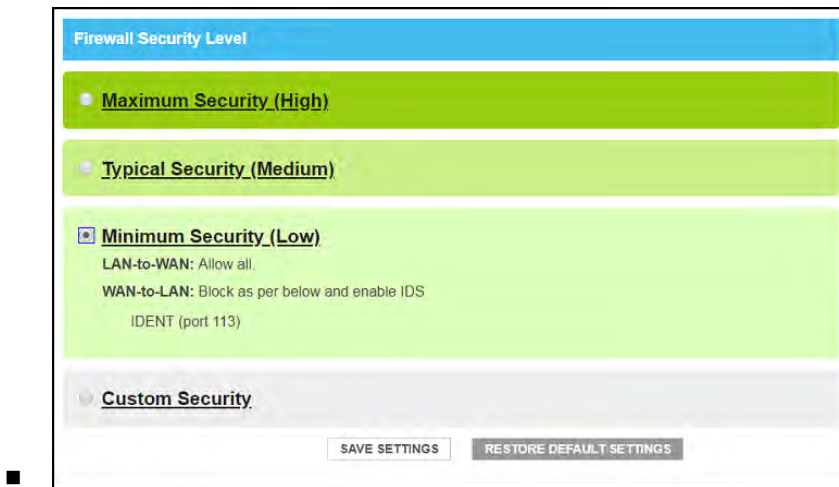 Firewall Security Level
Maximum Security (High)
Typical Security (Medium)
Minimum Security (Low)
LAN-to-WAN: Allow all.
WAN-to-LAN: Block as per below and enable IDS
IDENT (port 113)
Custom Security
SAVE SETTINGS RESTORE DEFAULT SETTINGS